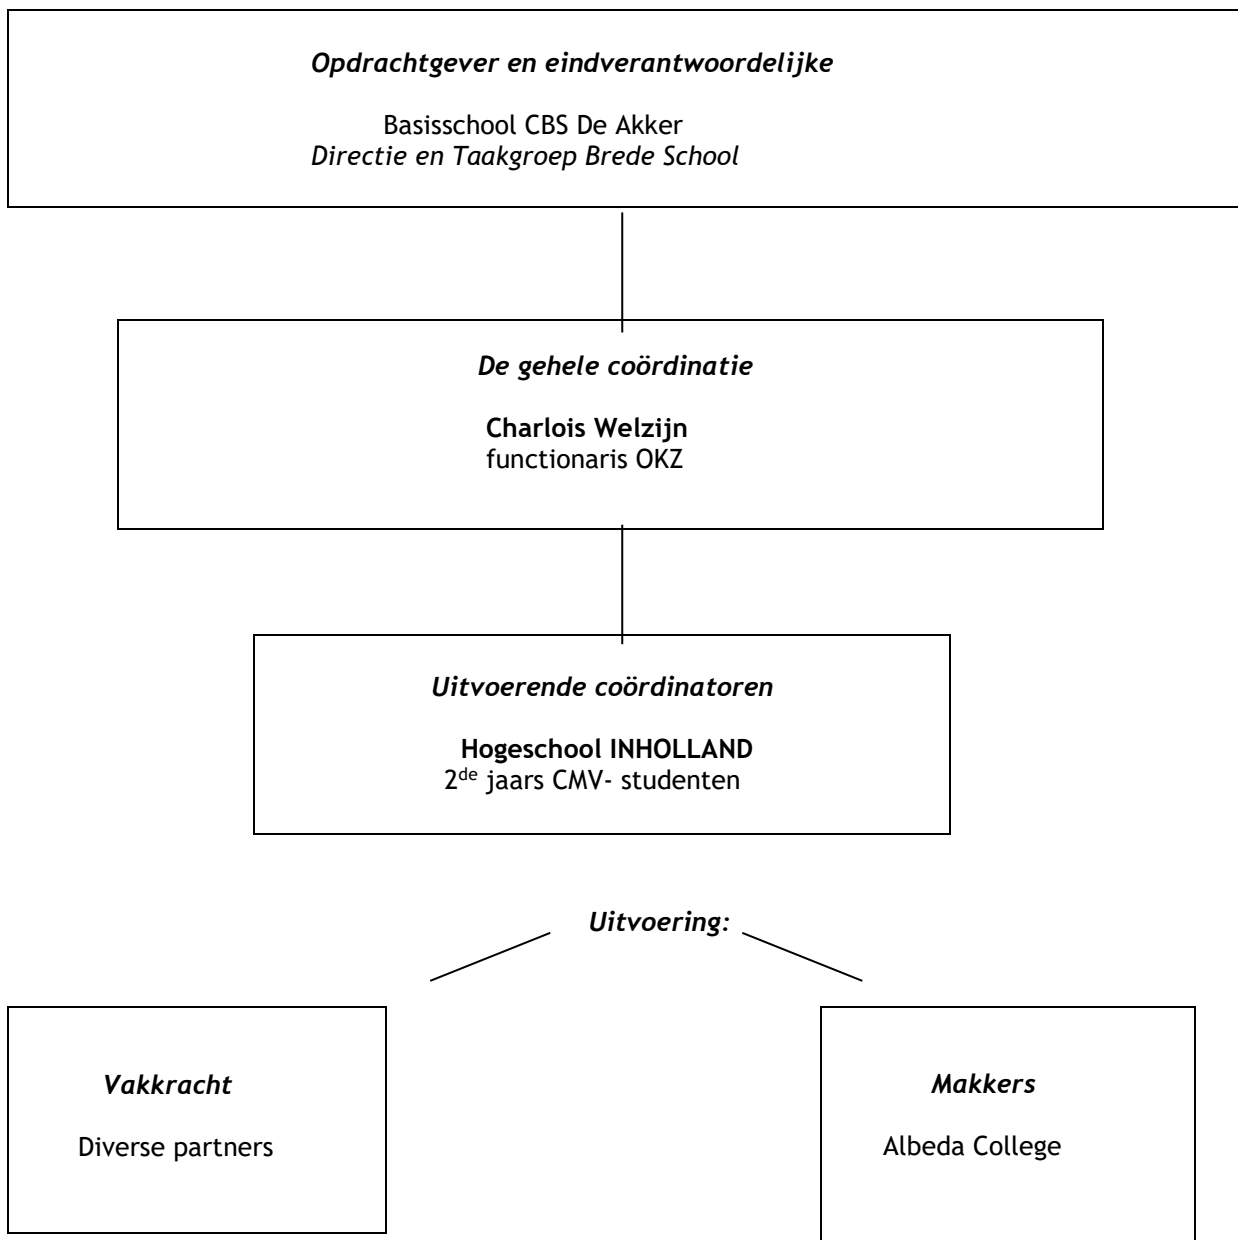 Opdrachtgever en eindverantwoordelijke
Basisschool CBS De Akker
Directie en Taakgroep Brede School
De gehele coördinatie
Charlois Welzijn
functionaris OKZ
Uitvoerende coördinatoren
Hogeschool INHOLLAND
2de jaars CMV- studenten
Uitvoering:
Vakkracht
Diverse partners
Makkers
Albeda College